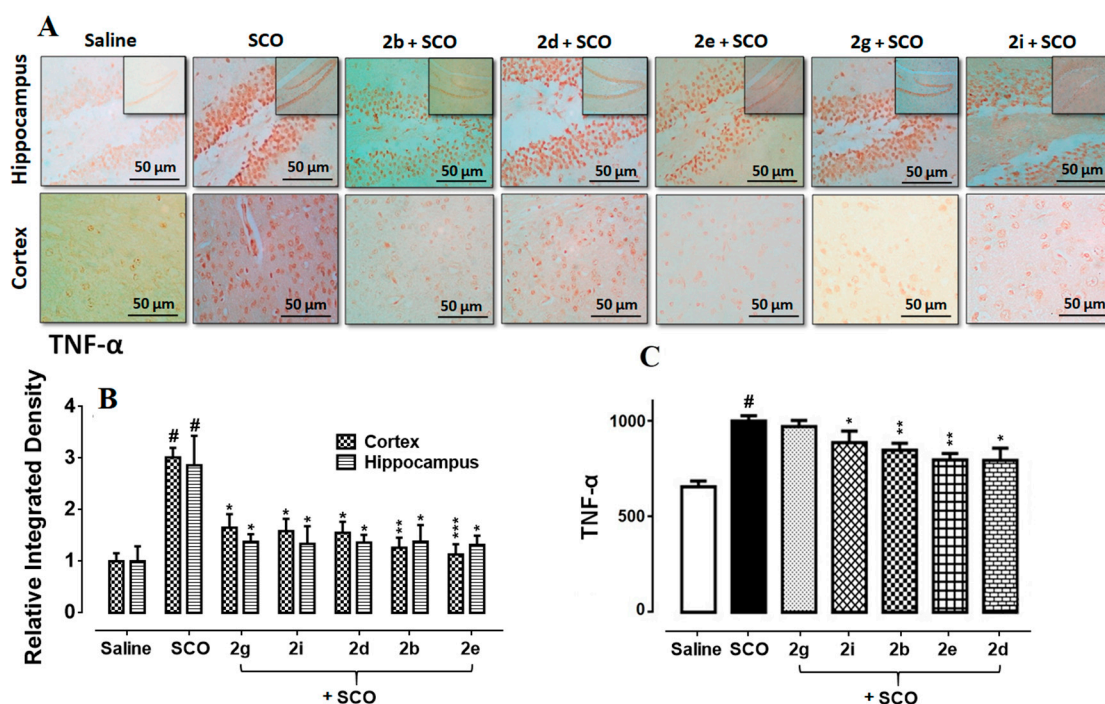 A
Saline SCO 2b + SCO 2d + SCO 2e + SCO 2g + SCO 2i + SCO
Hippocampus
50 µm 50 µm 50 µm 50 µm 50 µm 50 µm 50 µm
Cortex
50 µm 50 µm 50 µm 50 µm 50 µm 50 µm 50 µm
TNF-α
B
Relative Integrated Density
4
3
2
1
0
# #
* * * * * * ** * *** *
Cortex
Hippocampus
Saline SCO 2g 2i 2d 2b 2e
+ SCO
C
TNF-α
1000
500
0
# * ** ** *
Saline SCO 2g 2i 2b 2e 2d
+ SCO